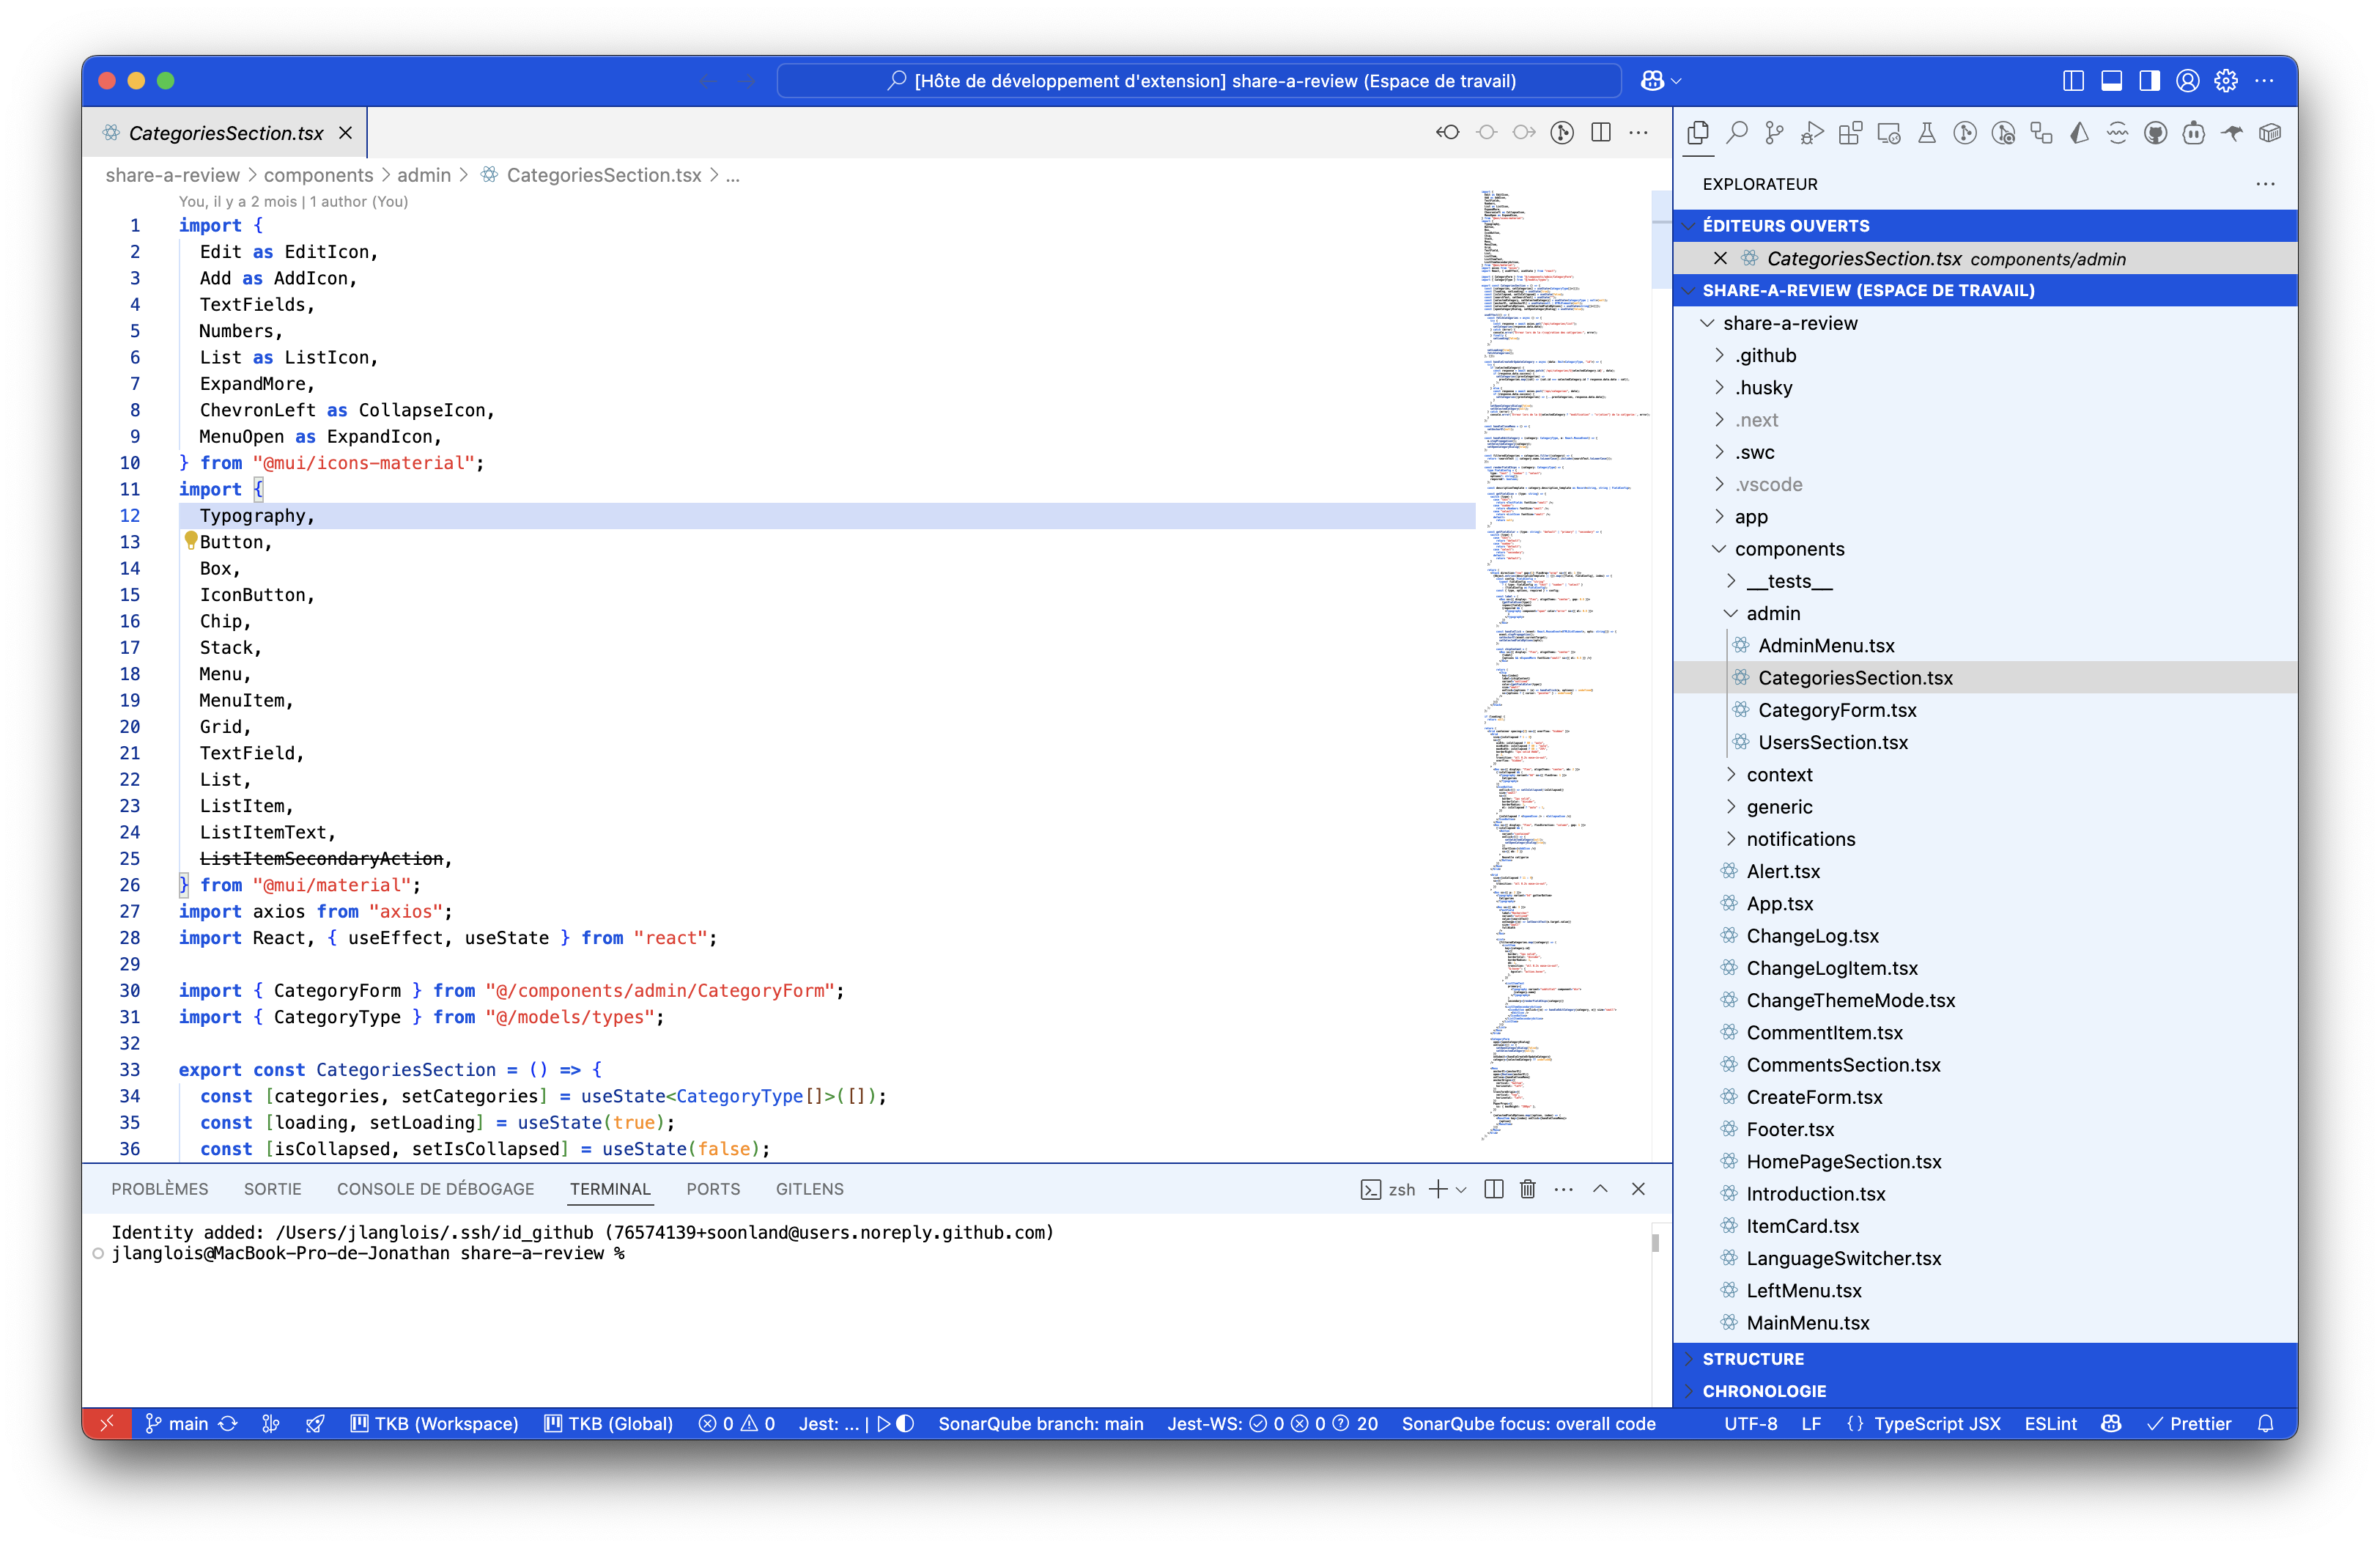 [Hôte de développement d'extension] share-a-review (Espace de travail)
CategoriesSection.tsx
share-a-review > components > admin > CategoriesSection.tsx > ...
You, il y a 2 mois | 1 author (You)
1 import {
2 Edit as EditIcon,
3 Add as AddIcon,
4 TextFields,
5 Numbers,
6 List as ListIcon,
7 ExpandMore,
8 ChevronLeft as CollapseIcon,
9 MenuOpen as ExpandIcon,
10 } from "@mui/icons-material";
11 import {
12 Typography,
13 Button,
14 Box,
15 IconButton,
16 Chip,
17 Stack,
18 Menu,
19 MenuItem,
20 Grid,
21 TextField,
22 List,
23 ListItem,
24 ListItemText,
25 ListItemSecondaryAction,
26 } from "@mui/material";
27 import axios from "axios";
28 import React, { useEffect, useState } from "react";
29
30 import { CategoryForm } from "@/components/admin/CategoryForm";
31 import { CategoryType } from "@/models/types";
32
33 export const CategoriesSection = () => {
34 const [categories, setCategories] = useState<CategoryType[]>([]);
35 const [loading, setLoading] = useState(true);
36 const [isCollapsed, setIsCollapsed] = useState(false);
PROBLÈMES SORTIE CONSOLE DE DÉBOGAGE TERMINAL PORTS GITLENS
zsh
Identity added: /Users/jlanglois/.ssh/id_github (76574139+soonland@users.noreply.github.com)
jlanglois@MacBook-Pro-de-Jonathan share-a-review %
EXPLORATEUR
ÉDITEURS OUVERTS
CategoriesSection.tsx components/admin
SHARE-A-REVIEW (ESPACE DE TRAVAIL)
share-a-review
.github
.husky
.next
.swc
.vscode
app
components
__tests__
admin
AdminMenu.tsx
CategoriesSection.tsx
CategoryForm.tsx
UsersSection.tsx
context
generic
notifications
Alert.tsx
App.tsx
ChangeLog.tsx
ChangeLogItem.tsx
ChangeThemeMode.tsx
CommentItem.tsx
CommentsSection.tsx
CreateForm.tsx
Footer.tsx
HomePageSection.tsx
Introduction.tsx
ItemCard.tsx
LanguageSwitcher.tsx
LeftMenu.tsx
MainMenu.tsx
STRUCTURE
CHRONOLOGIE
main TKB (Workspace) TKB (Global) 0 0 Jest: ... | SonarQube branch: main Jest-WS: 0 0 20 SonarQube focus: overall code UTF-8 LF {} TypeScript JSX ESLint Prettier